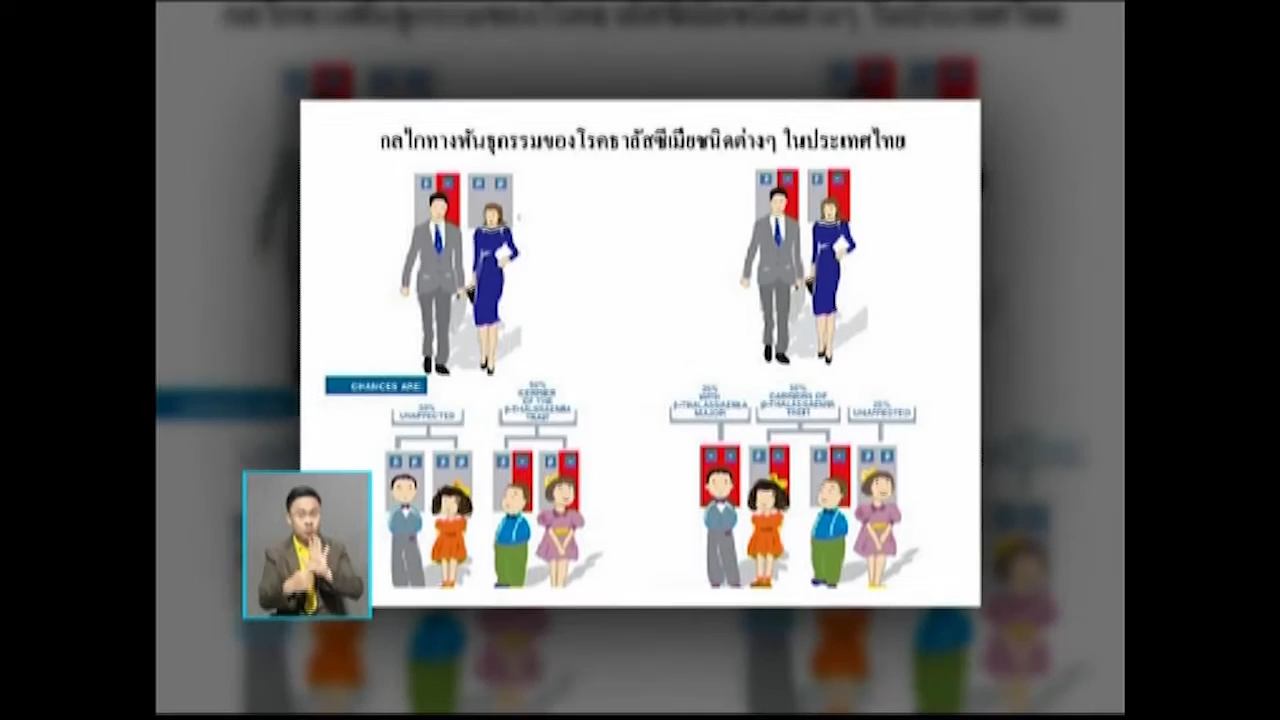 กลไกทางพันธุกรรมของโรคธาลัสซีเมียชนิดต่างๆ ในประเทศไทย
CHANCES ARE:
50%
UNAFFECTED
50%
CARRIER
OF THE
β-THALASSAEMIA
TRAIT
25%
WITH
β-THALASSAEMIA
MAJOR
50%
CARRIERS OF
β-THALASSAEMIA
TRAIT
25%
UNAFFECTED